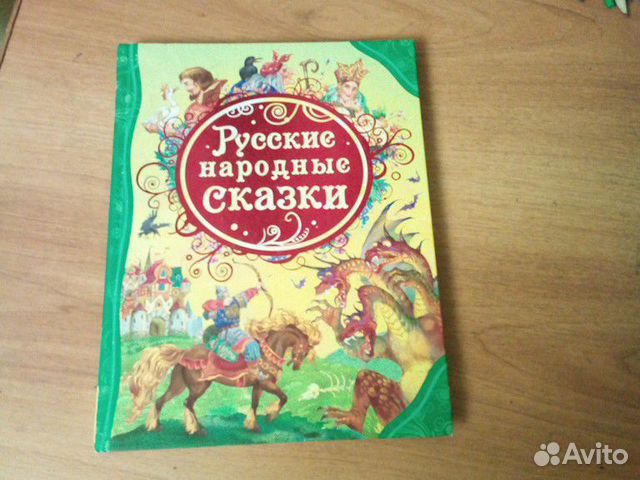 Русские
народные
сказки
Avito